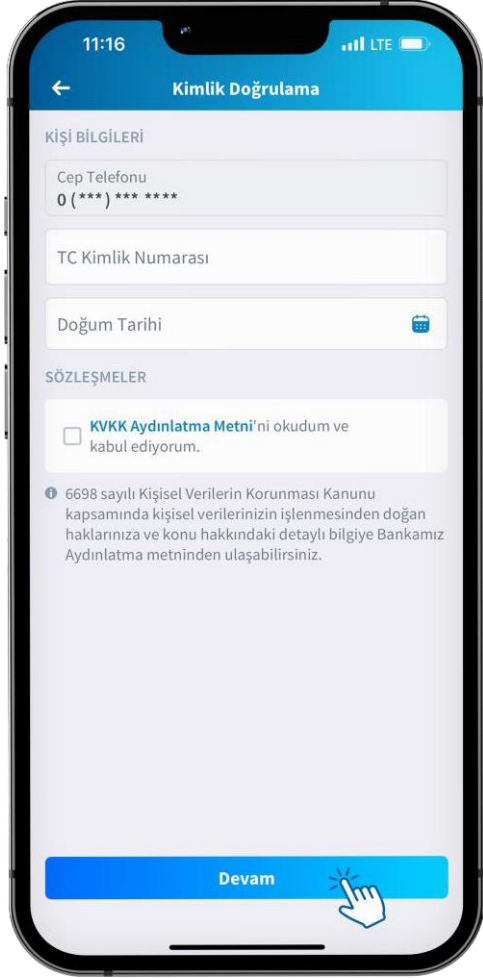 11:16
LTE
Kimlik Doğrulama
KİŞİ BİLGİLERİ
Cep Telefonu
0 (***) *** ****
TC Kimlik Numarası
Doğum Tarihi
SÖZLEŞMELER
KVKK Aydınlatma Metni'ni okudum ve
kabul ediyorum.
6698 sayılı Kişisel Verilerin Korunması Kanunu
kapsamında kişisel verilerinizin işlenmesinden doğan
haklarınıza ve konu hakkındaki detaylı bilgiye Bankamız
Aydınlatma metninden ulaşabilirsiniz.
Devam